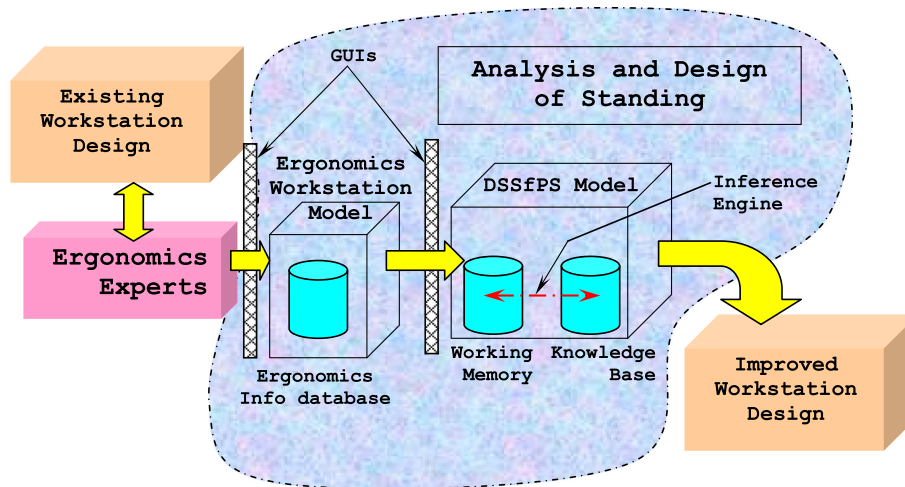 GUIs
Analysis and Design
of Standing
Existing
Workstation
Design
Ergonomics
Workstation
Model
DSSfPS Model
Inference
Engine
Ergonomics
Experts
Working
Memory
Knowledge
Base
Ergonomics
Info database
Improved
Workstation
Design